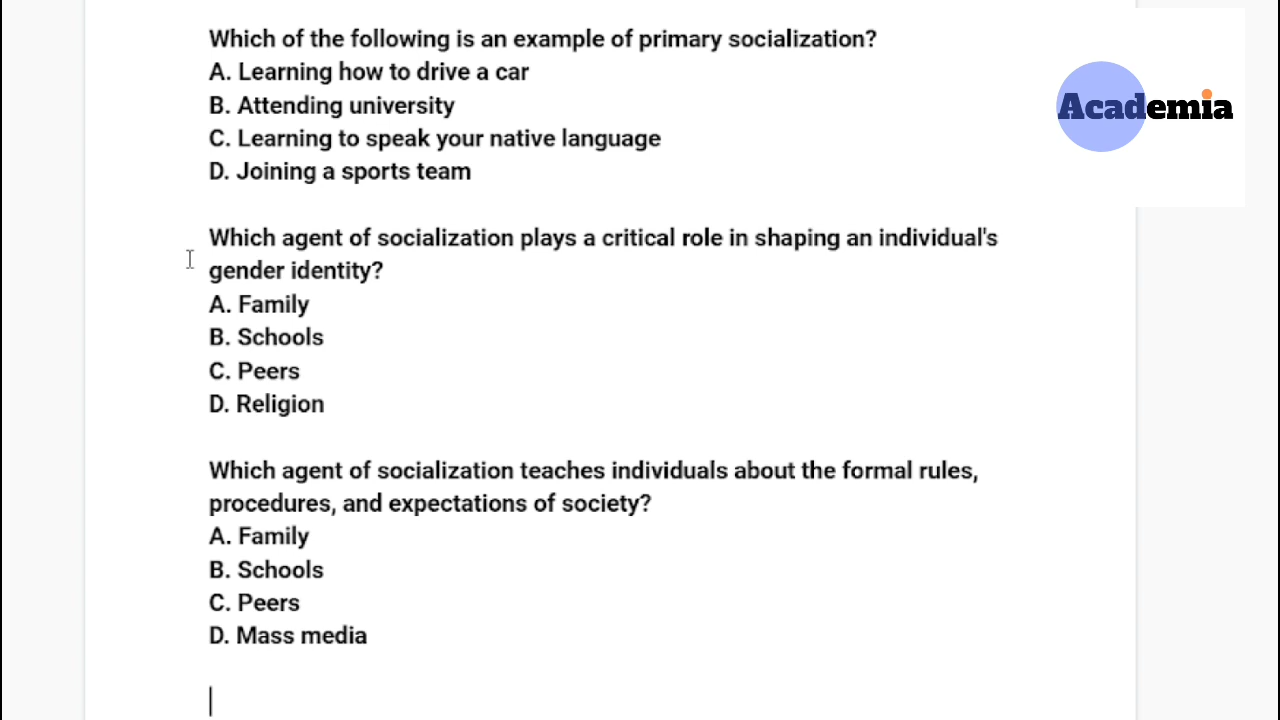 Which of the following is an example of primary socialization?
A. Learning how to drive a car
B. Attending university
C. Learning to speak your native language
D. Joining a sports team
Which agent of socialization plays a critical role in shaping an individual's
gender identity?
A. Family
B. Schools
C. Peers
D. Religion
Which agent of socialization teaches individuals about the formal rules,
procedures, and expectations of society?
A. Family
B. Schools
C. Peers
D. Mass media
Academia